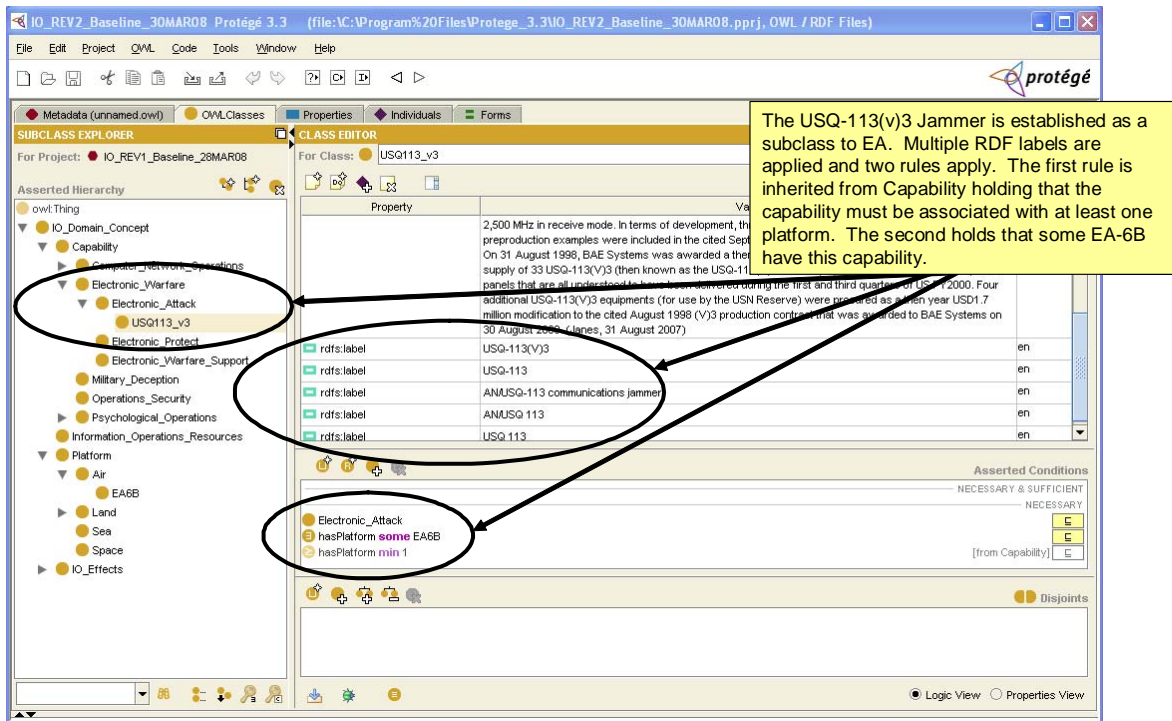 IO_REV2_Baseline_30MAR08 Protégé 3.3 (file:\C:\Program%20Files\Protege_3.3\IO_REV2_Baseline_30MAR08.pprj, OWL / RDF Files)
File Edit Project OWL Code Tools Window Help
protégé
Metadata (unnamed.owl) OWLClasses Properties Individuals Forms
The USQ-113(v)3 Jammer is established as a
subclass to EA. Multiple RDF labels are
applied and two rules apply. The first rule is
inherited from Capability holding that the
capability must be associated with at least one
platform. The second holds that some EA-6B
have this capability.
SUBCLASS EXPLORER
For Project: IO_REV1_Baseline_28MAR08
Asserted Hierarchy
owl:Thing
IO_Domain_Concept
Capability
Computer_Network_Operations
Electronic_Warfare
Electronic_Attack
USQ113_v3
Electronic_Protect
Electronic_Warfare_Support
Military_Deception
Operations_Security
Psychological_Operations
Information_Operations_Resources
Platform
Air
EA6B
Land
Sea
Space
IO_Effects
CLASS EDITOR
For Class: USQ113_v3
Property Va
2,500 MHz in receive mode. In terms of development, th
preproduction examples were included in the cited Sept
On 31 August 1998, BAE Systems was awarded a then
supply of 33 USQ-113(V)3 (then known as the USQ-11
panels that are all understood to have been delivered during the first and third quarters of US FY2000. Four
additional USQ-113(V)3 equipments (for use by the USN Reserve) were procured as a then year USD1.7
million modification to the cited August 1998 (V)3 production contract that was awarded to BAE Systems on
30 August (Janes, 31 August 2007)
rdfs:label USQ-113(V)3 en
rdfs:label USQ-113 en
rdfs:label AN/USQ-113 communications jammer en
rdfs:label AN/USQ 113 en
rdfs:label USQ 113 en
Asserted Conditions
NECESSARY & SUFFICIENT
NECESSARY
Electronic_Attack
hasPlatform some EA6B
hasPlatform min 1 [from Capability]
Disjoints
Logic View Properties View